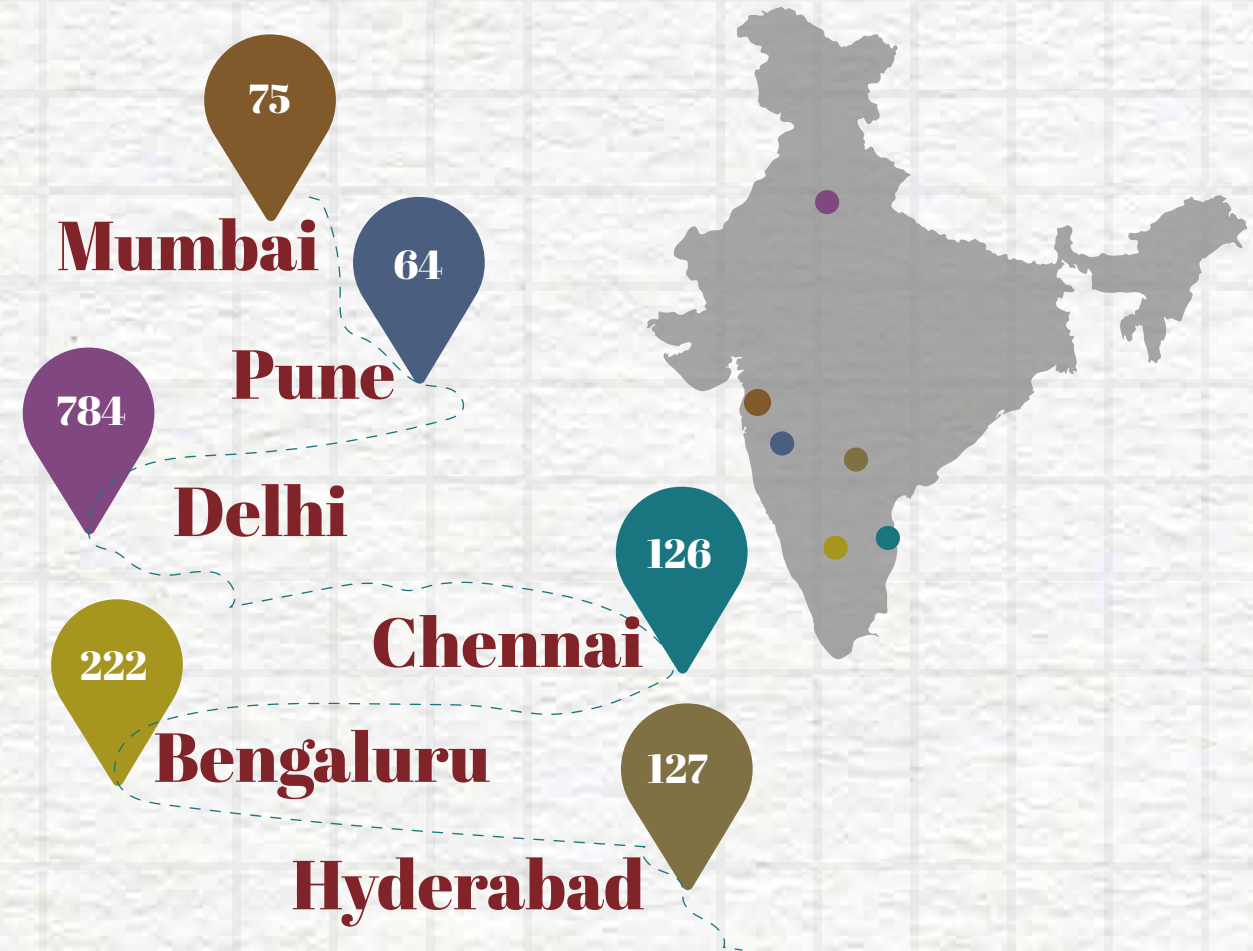 75
Mumbai
64
Pune
784
Delhi
126
Chennai
222
Bengaluru
127
Hyderabad